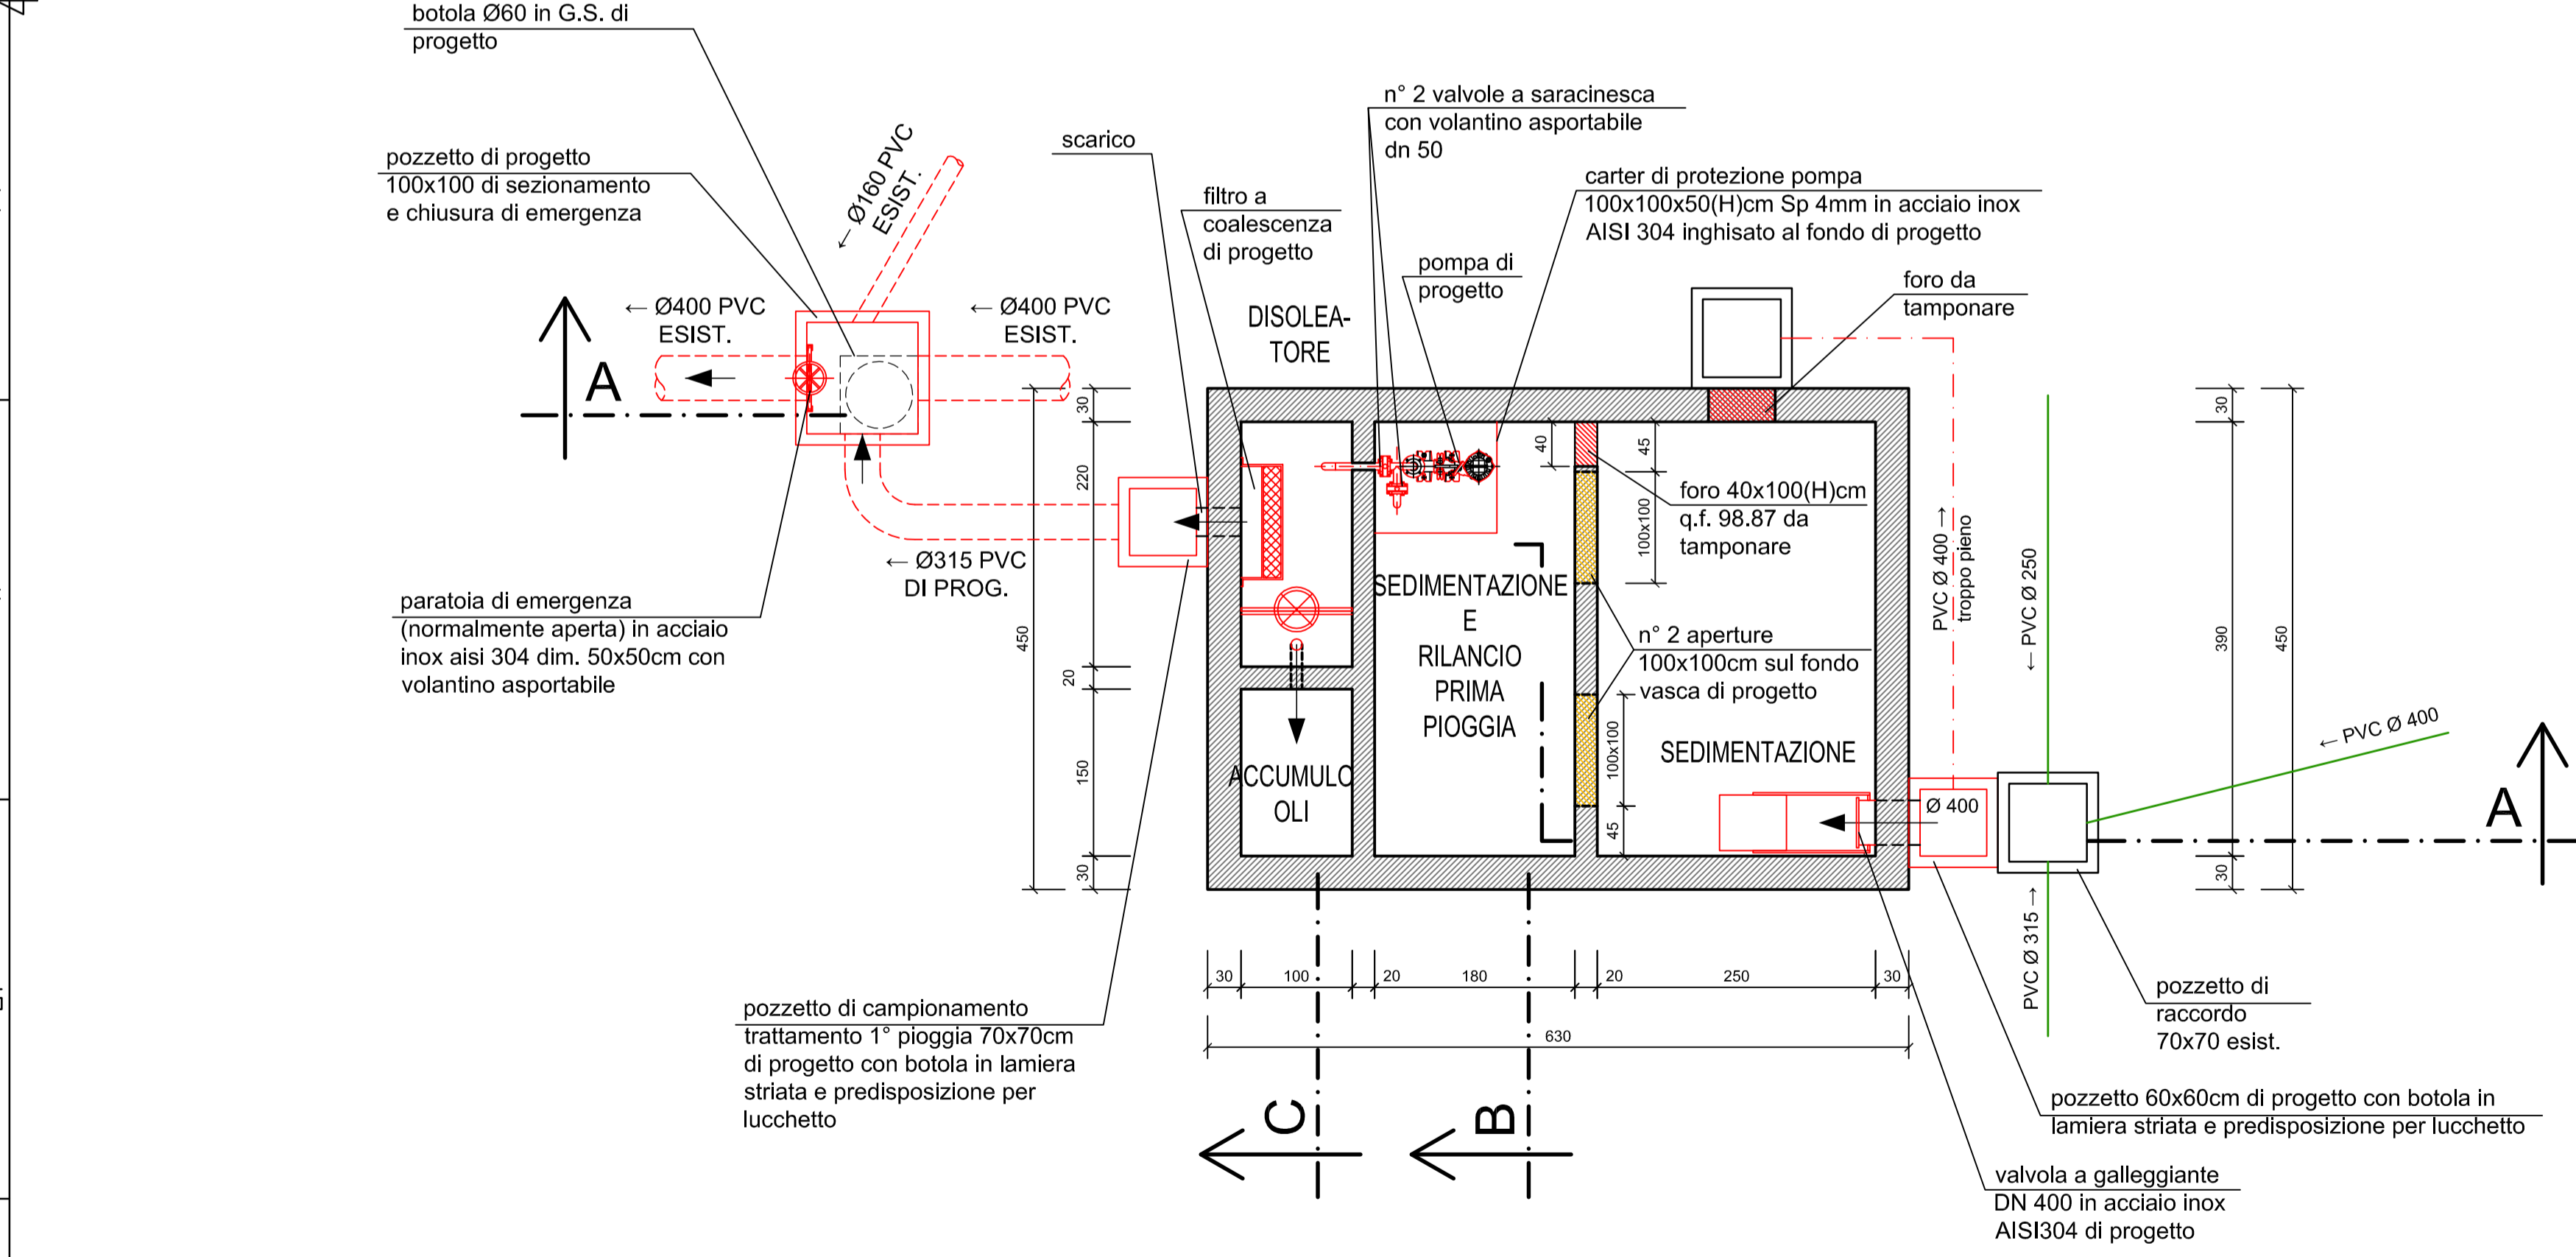 botola Ø60 in G.S. di
progetto
pozzetto di progetto
100x100 di sezionamento
e chiusura di emergenza
← Ø160 PVC
ESIST.
scarico
n° 2 valvole a saracinesca
con volantino asportabile
dn 50
filtro a
coalescenza
di progetto
carter di protezione pompa
100x100x50(H)cm Sp 4mm in acciaio inox
AISI 304 inghisato al fondo di progetto
pompa di
progetto
foro da
tamponare
← Ø400 PVC
ESIST.
← Ø400 PVC
ESIST.
DISOLEA-
TORE
A
30
220
20
150
30
450
40
45
100x100
foro 40x100(H)cm
q.f. 98.87 da
tamponare
← Ø315 PVC
DI PROG.
paratoia di emergenza
(normalmente aperta) in acciaio
inox aisi 304 dim. 50x50cm con
volantino asportabile
SEDIMENTAZIONE
E
RILANCIO
PRIMA
PIOGGIA
n° 2 aperture
100x100cm sul fondo
vasca di progetto
100x100
45
SEDIMENTAZIONE
ACCUMULO
OLI
PVC Ø 400 →
troppo pieno
← PVC Ø 250
← PVC Ø 400
Ø 400
PVC Ø 315 →
30
390
30
450
A
30
100
20
180
20
250
30
630
pozzetto di campionamento
trattamento 1° pioggia 70x70cm
di progetto con botola in lamiera
striata e predisposizione per
lucchetto
C
B
pozzetto di
raccordo
70x70 esist.
pozzetto 60x60cm di progetto con botola in
lamiera striata e predisposizione per lucchetto
valvola a galleggiante
DN 400 in acciaio inox
AISI304 di progetto